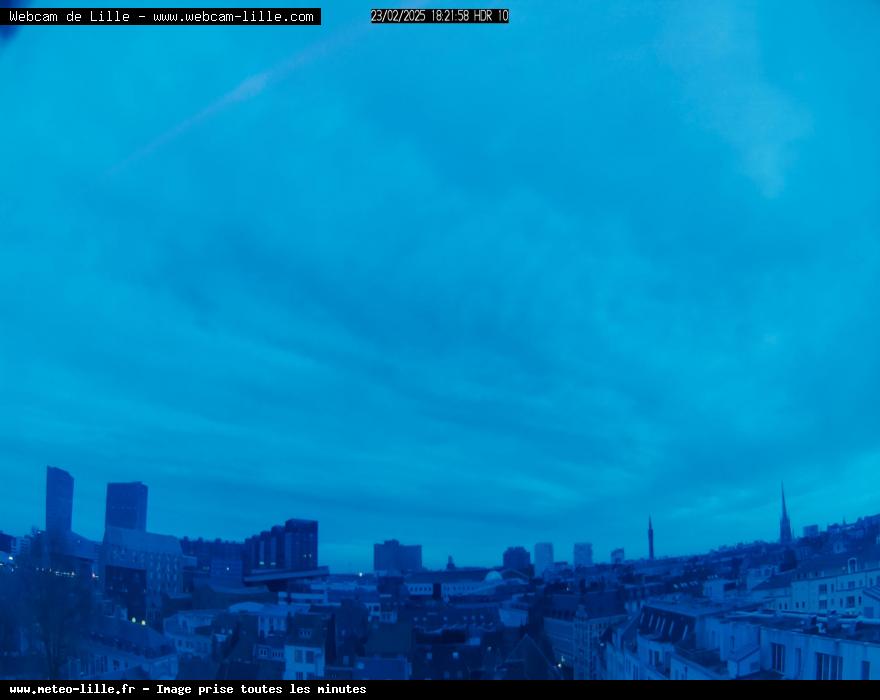 Webcam de Lille - www.webcam-lille.com
23/02/2025 18:21:58 HDR 10
www.meteo-lille.fr - Image prise toutes les minutes